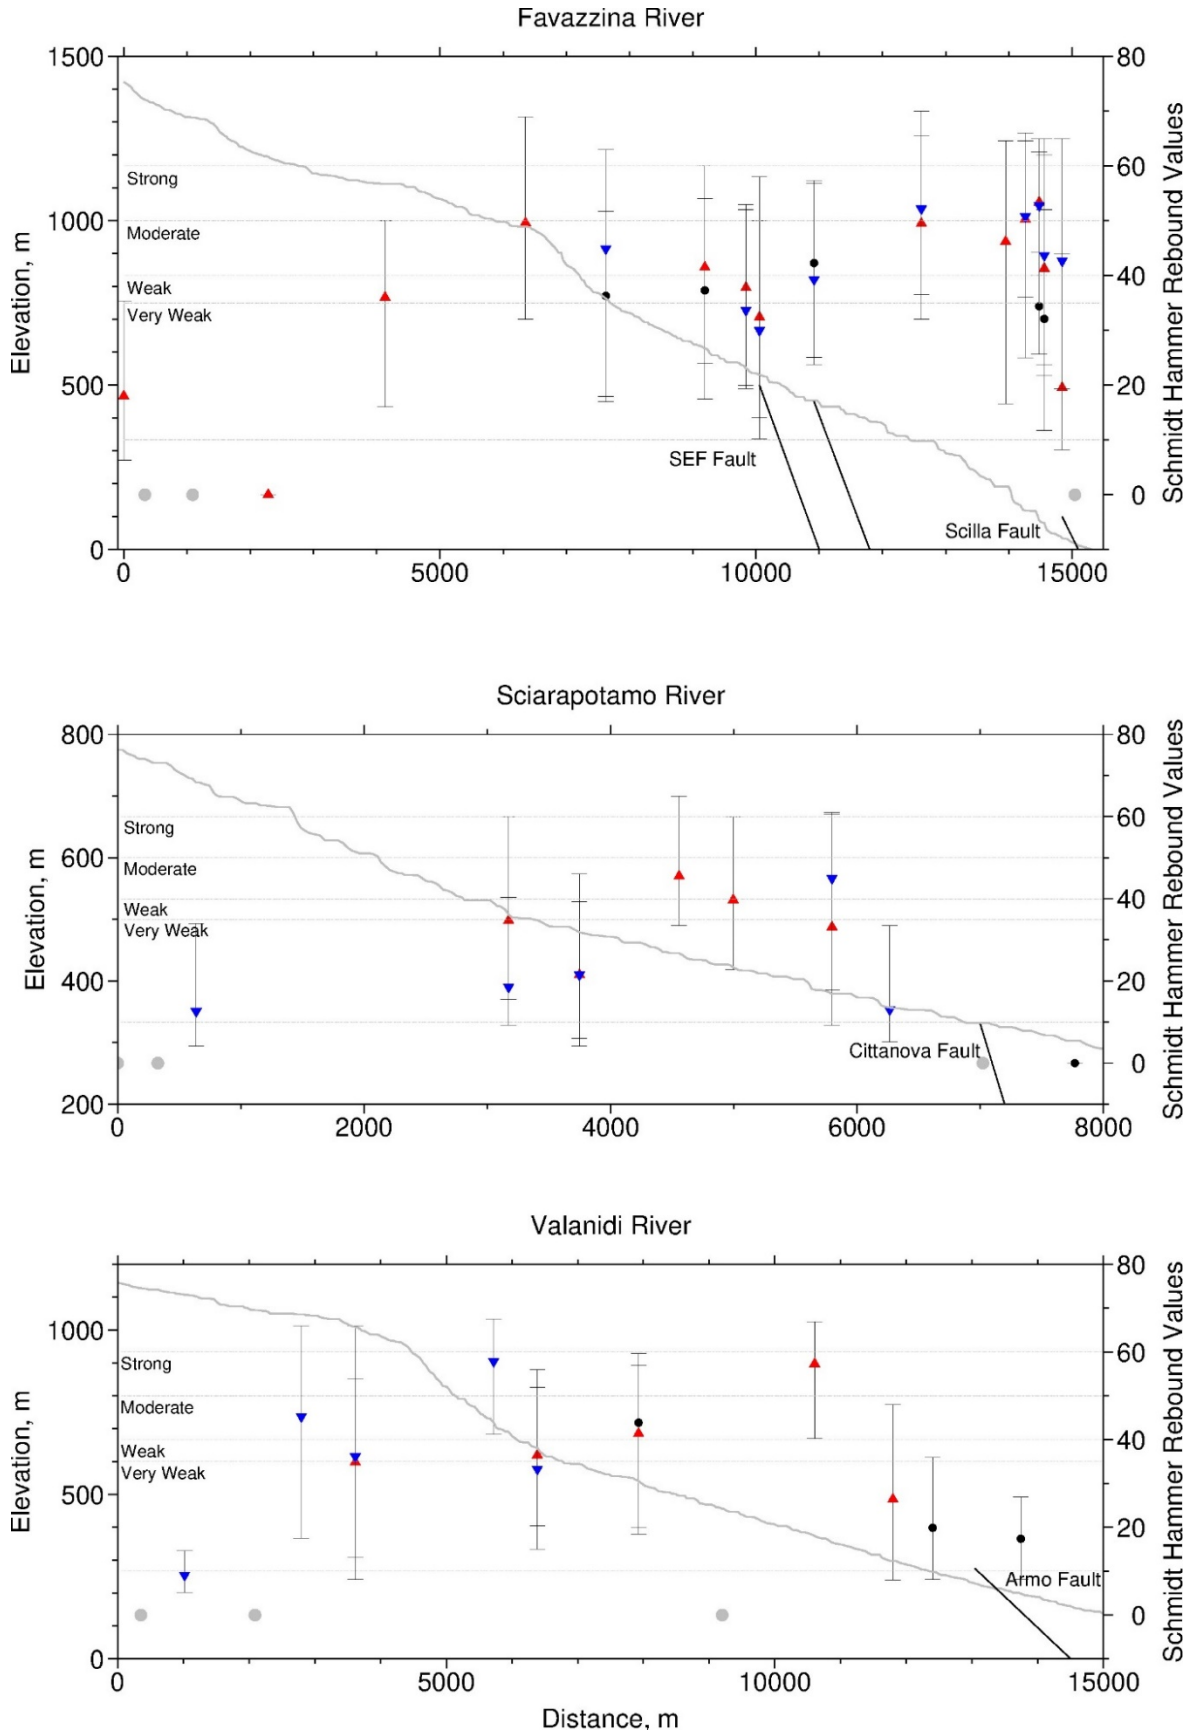 Favazzina River
1500
1000
500
0
Elevation, m
Strong
Moderate
Weak
Very Weak
SEF Fault
Scilla Fault
80
60
40
20
0
Schmidt Hammer Rebound Values
0
5000
10000
15000
Sciarapotamo River
800
600
400
200
Elevation, m
Strong
Moderate
Weak
Very Weak
Cittanova Fault
80
60
40
20
0
Schmidt Hammer Rebound Values
0
2000
4000
6000
8000
Valanidi River
1000
500
0
Elevation, m
Strong
Moderate
Weak
Very Weak
Armo Fault
80
60
40
20
0
Schmidt Hammer Rebound Values
0
5000
10000
15000
Distance, m